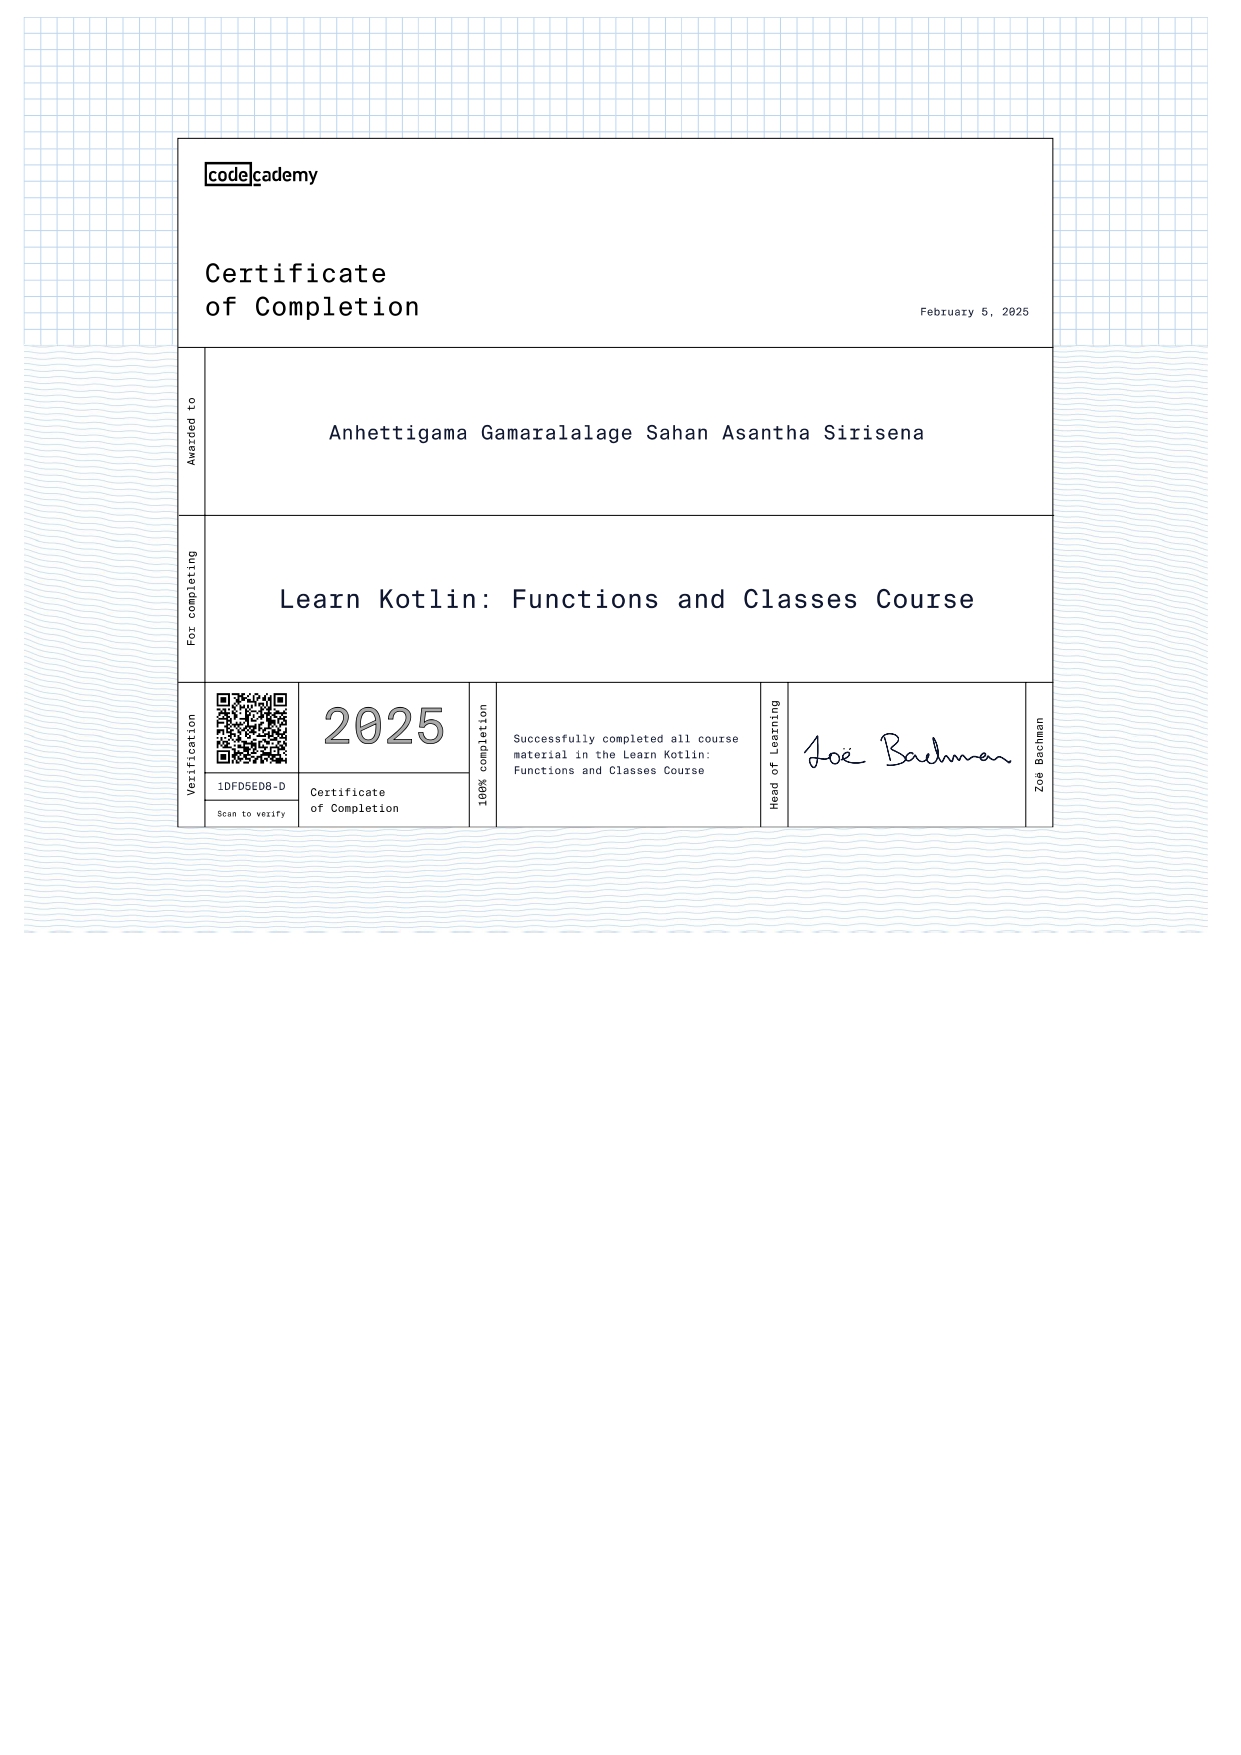 codecademy
Certificate
of Completion
February 5, 2025
Awarded to
Anhettigama Gamaralalage Sahan Asantha Sirisena
For completing
Learn Kotlin: Functions and Classes Course
Verification
1DFD5ED8-D
Scan to verify
2025
Certificate
of Completion
100% completion
Successfully completed all course
material in the Learn Kotlin:
Functions and Classes Course
Head of Learning
Zoë Bachman
Zoë Bachman